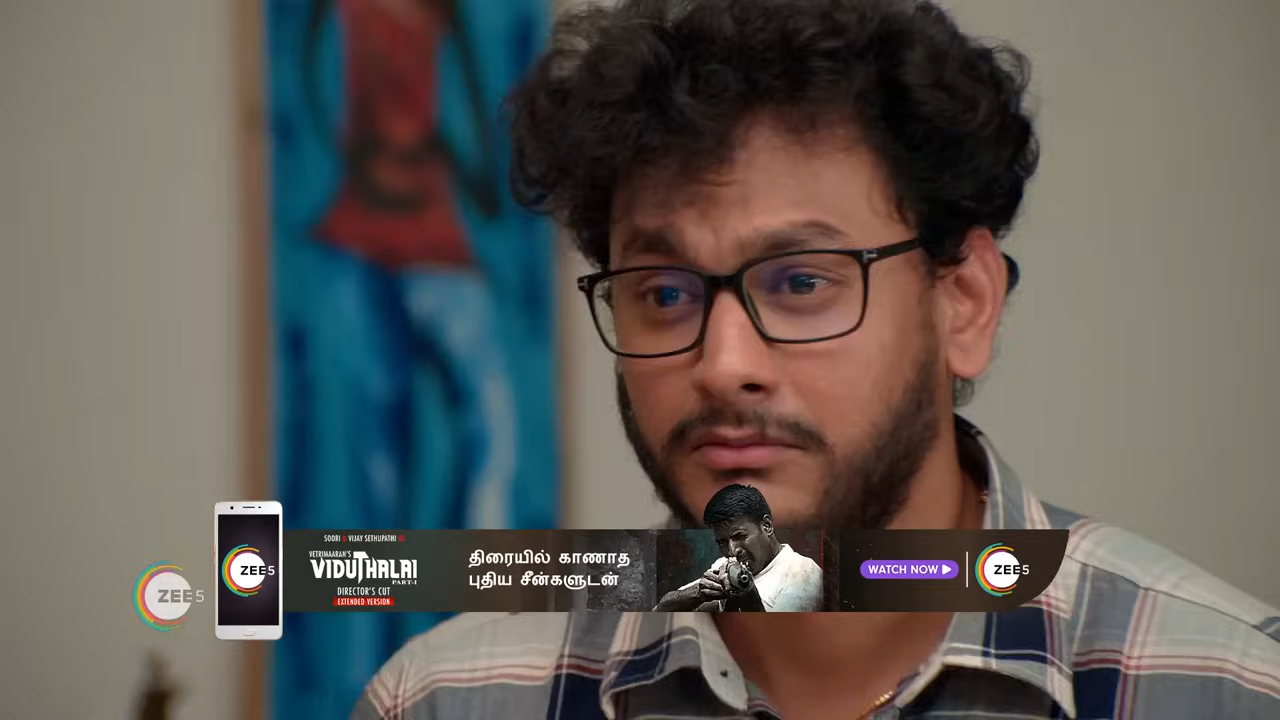 ZEE5
ZEE5
SOORI VIJAY SETHUPATHI
VETRIMAARAN'S
VIDUTHALAI
PART-I
DIRECTOR'S CUT
EXTENDED VERSION
திரையில் காணாத
புதிய சீன்களுடன்
WATCH NOW
ZEE5